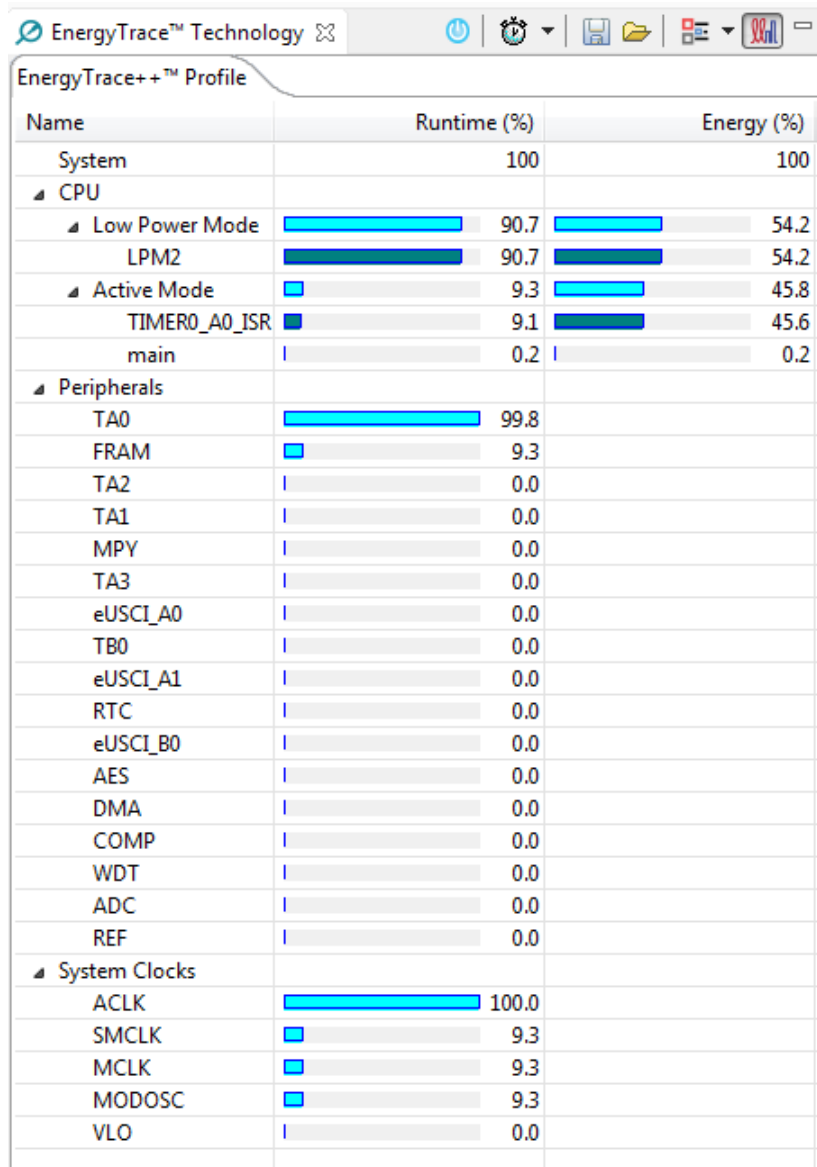 EnergyTrace™ Technology
EnergyTrace++™ Profile
Name Runtime (%) Energy (%)
System 100 100
CPU
Low Power Mode 90.7 54.2
LPM2 90.7 54.2
Active Mode 9.3 45.8
TIMER0_A0_ISR 9.1 45.6
main 0.2 0.2
Peripherals
TA0 99.8
FRAM 9.3
TA2 0.0
TA1 0.0
MPY 0.0
TA3 0.0
eUSCI_A0 0.0
TB0 0.0
eUSCI_A1 0.0
RTC 0.0
eUSCI_B0 0.0
AES 0.0
DMA 0.0
COMP 0.0
WDT 0.0
ADC 0.0
REF 0.0
System Clocks
ACLK 100.0
SMCLK 9.3
MCLK 9.3
MODOSC 9.3
VLO 0.0